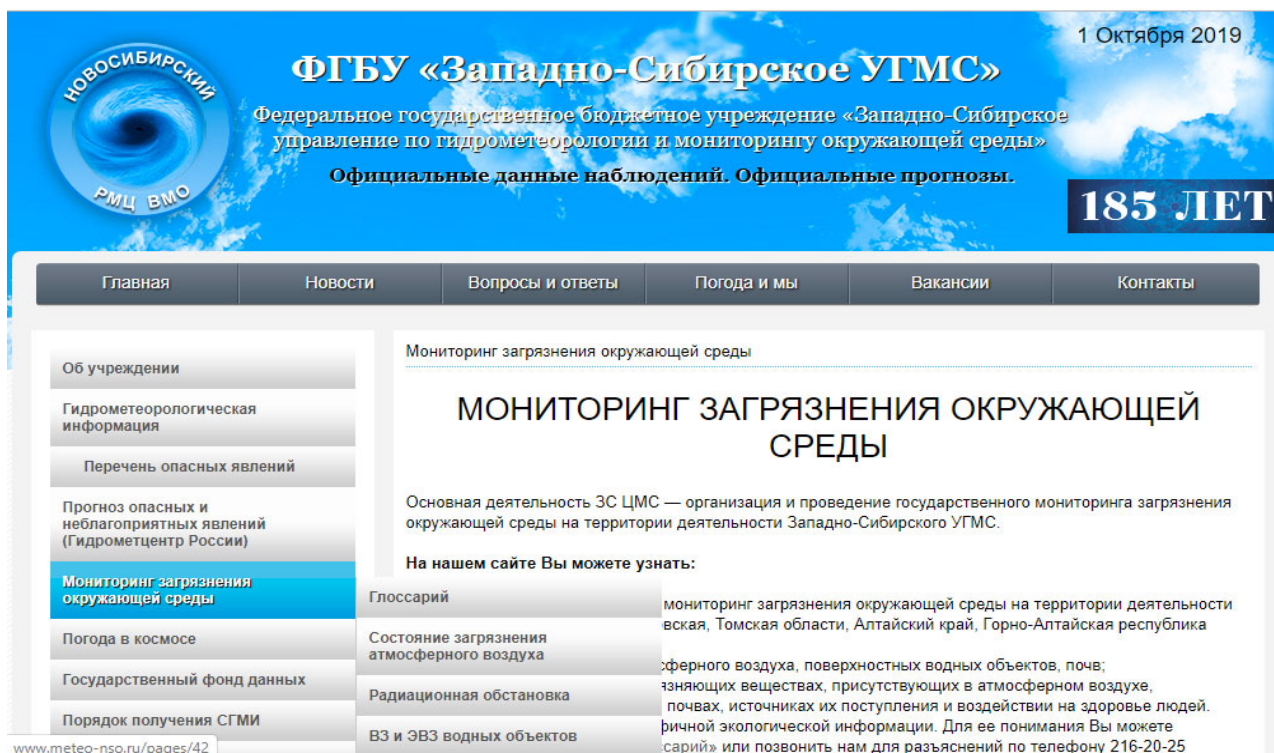 1 Октября 2019
НОВОСИБИРСКИЙ
РМЦ ВМО
ФГБУ «Западно-Сибирское УГМС»
Федеральное государственное бюджетное учреждение «Западно-Сибирское
управление по гидрометеорологии и мониторингу окружающей среды»
Официальные данные наблюдений. Официальные прогнозы.
185 ЛЕТ
Главная Новости Вопросы и ответы Погода и мы Вакансии Контакты
Об учреждении
Гидрометеорологическая
информация
Перечень опасных явлений
Прогноз опасных и
неблагоприятных явлений
(Гидрометцентр России)
Мониторинг загрязнения
окружающей среды
Погода в космосе
Государственный фонд данных
Порядок получения СГМИ
www.meteo-nso.ru/pages/42
Глоссарий
Состояние загрязнения
атмосферного воздуха
Радиационная обстановка
ВЗ и ЭВЗ водных объектов
Мониторинг загрязнения окружающей среды
МОНИТОРИНГ ЗАГРЯЗНЕНИЯ ОКРУЖАЮЩЕЙ
СРЕДЫ
Основная деятельность ЗС ЦМС — организация и проведение государственного мониторинга загрязнения
окружающей среды на территории деятельности Западно-Сибирского УГМС.
На нашем сайте Вы можете узнать:
мониторинг загрязнения окружающей среды на территории деятельности
вская, Томская области, Алтайский край, Горно-Алтайская республика
сферного воздуха, поверхностных водных объектов, почв;
язняющих веществах, присутствующих в атмосферном воздухе,
почвах, источниках их поступления и воздействии на здоровье людей.
фичной экологической информации. Для ее понимания Вы можете
ссарий» или позвонить нам для разъяснений по телефону 216-20-25